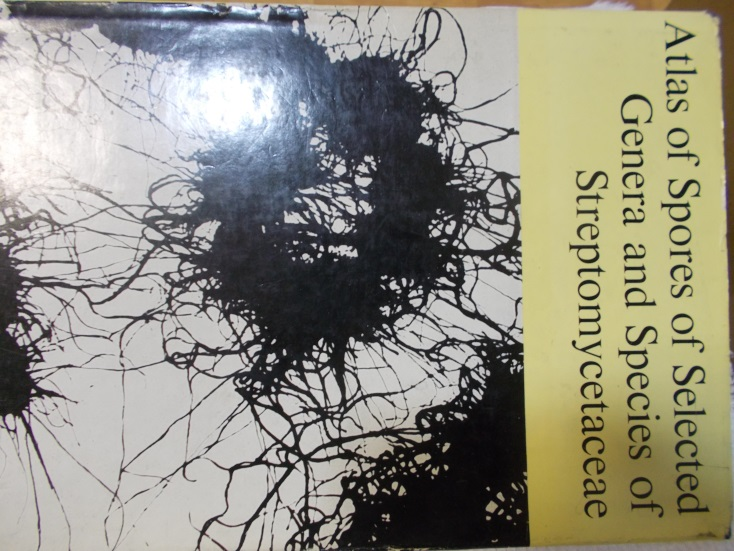 Atlas of Spores of Selected
Genera and Species of
Streptomycetaceae